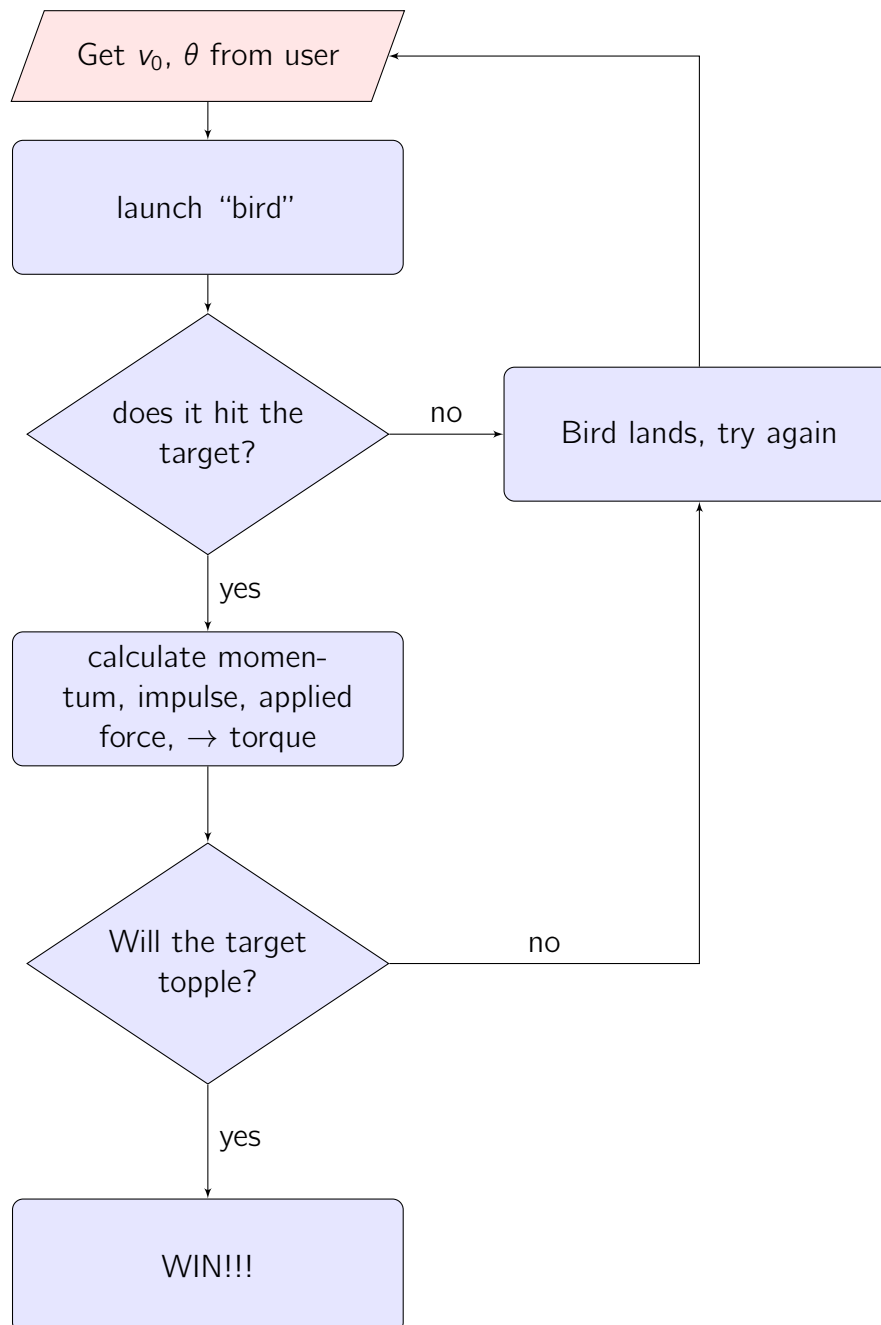 Get v₀, θ from user
launch “bird”
does it hit the
target?
no
Bird lands, try again
yes
calculate momen-
tum, impulse, applied
force, → torque
Will the target
topple?
no
yes
WIN!!!